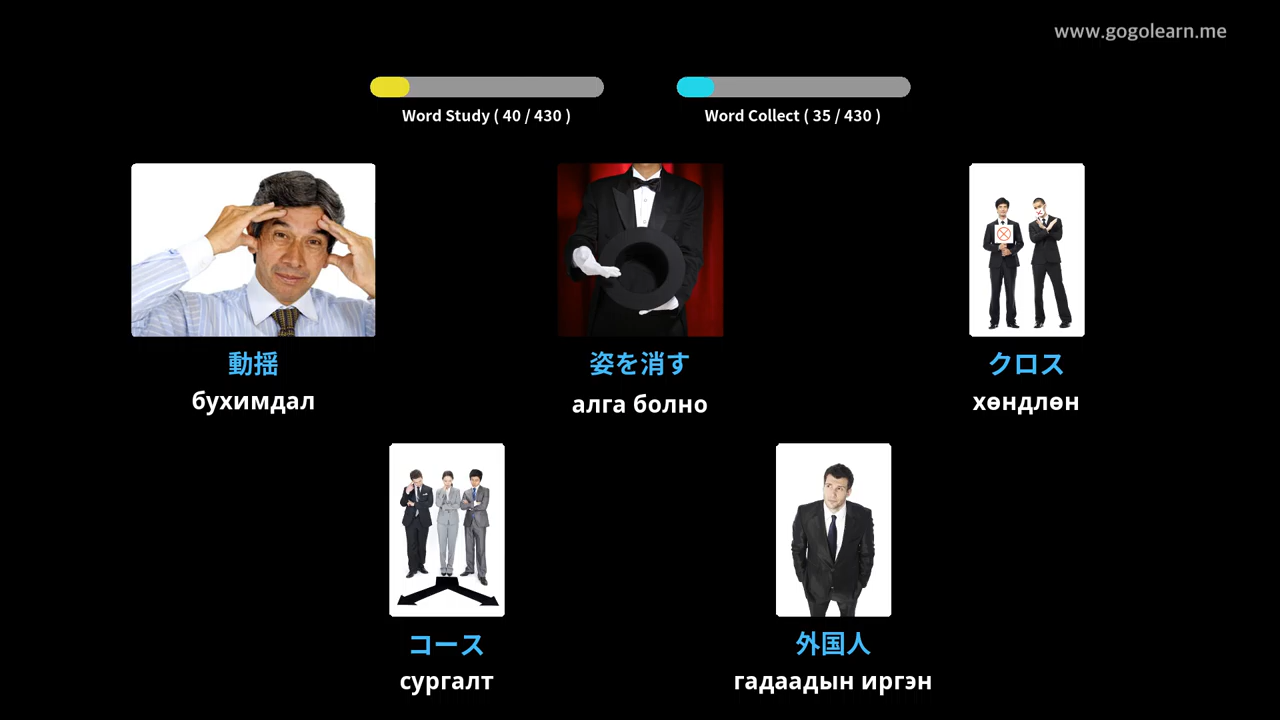 www.gogolearn.me
Word Study ( 40 / 430 )
Word Collect ( 35 / 430 )
動揺
бухимдал
姿を消す
алга болно
クロス
хөндлөн
コース
сургалт
外国人
гадаадын иргэн